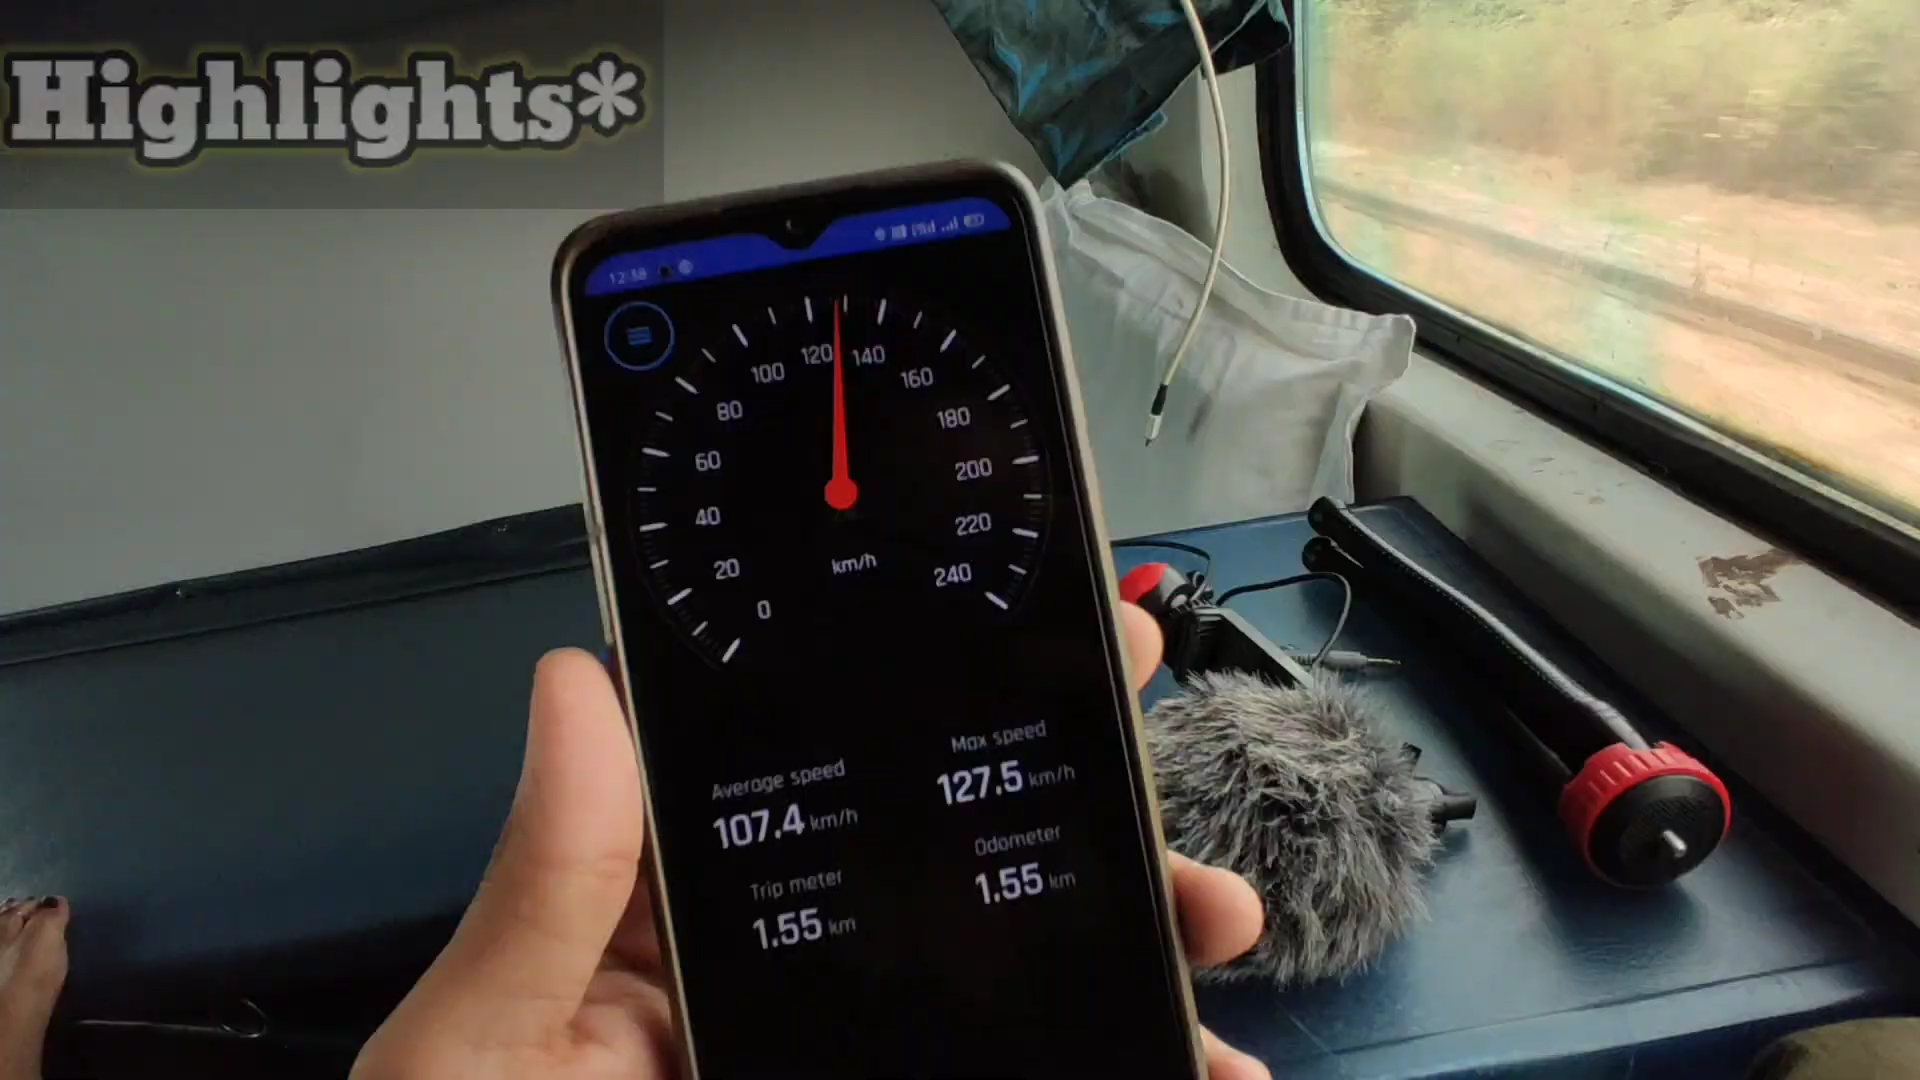 Highlights*
12:38
0
20
40
60
80
100
120
140
160
180
200
220
240
km/h
Average speed
107.4 km/h
Max speed
127.5 km/h
Trip meter
1.55 km
Odometer
1.55 km